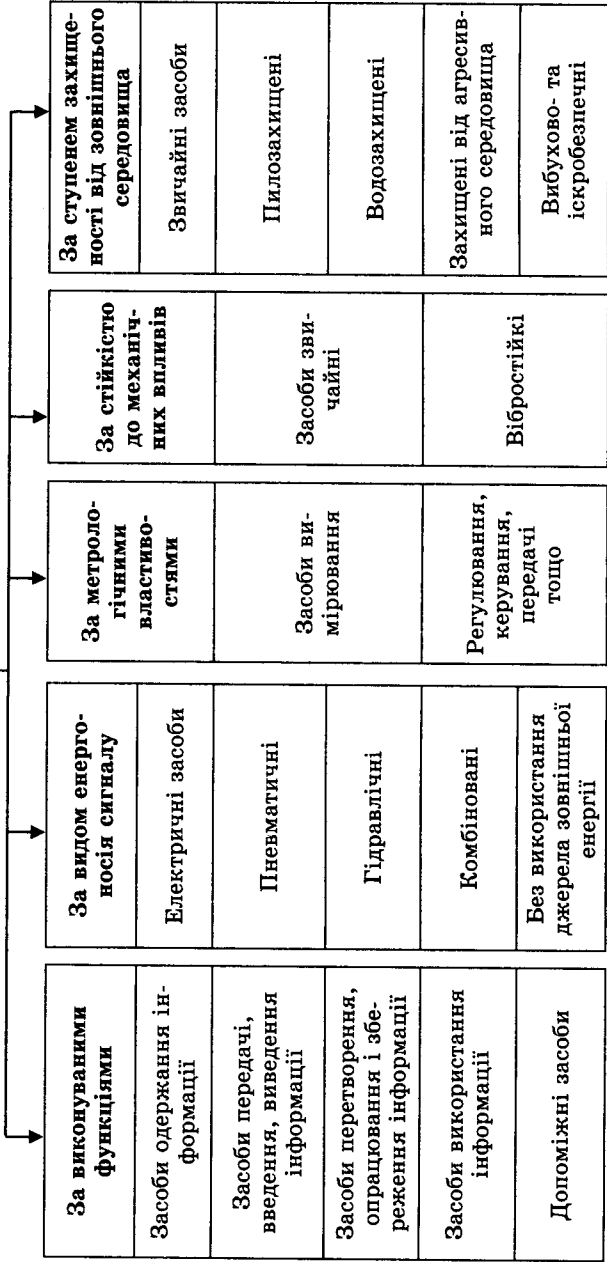 За виконуваними
функціями
Засоби одержання ін-
формації
Засоби передачі,
введення, виведення
інформації
Засоби перетворення,
опрацювання і збе-
реження інформації
Засоби використання
інформації
Допоміжні засоби
За видом енерго-
носія сигналу
Електричні засоби
Пневматичні
Гідравлічні
Комбіновані
Без використання
джерела зовнішньої
енергії
За метроло-
гічними
властиво-
стями
Засоби ви-
мірювання
Регулювання,
керування,
передачі
тощо
За стійкістю
до механіч-
них впливів
Засоби зви-
чайні
Вібростійкі
За ступенем захище-
ності від зовнішнього
середовища
Звичайні засоби
Пилозахищені
Водозахищені
Захищені від агресив-
ного середовища
Вибухово- та
іскробезпечні